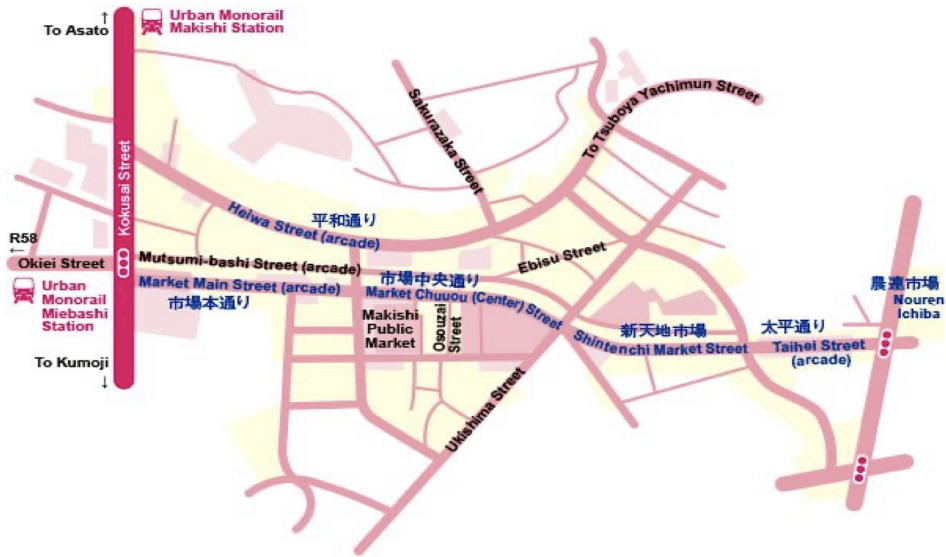 Urban Monorail
Makishi Station
↑
To Asato
Kokusai Street
Sakurazaka Street
To Tsuboya Yachimun Street
平和通り
Heiwa Street (arcade)
R58
←
Okiei Street
Mutsumi-bashi Street (arcade)
Ebisu Street
市場中央通り
Market Main Street (arcade)
市場本通り
Market Chuuou (Center) Street
農連市場
Nouren
Ichiba
Urban
Monorail
Miebashi
Station
Makishi
Public
Market
Osouzai
Street
新天地市場
Shintenchi Market Street
太平通り
Taihei Street
(arcade)
To Kumoji
↓
Ukishima Street